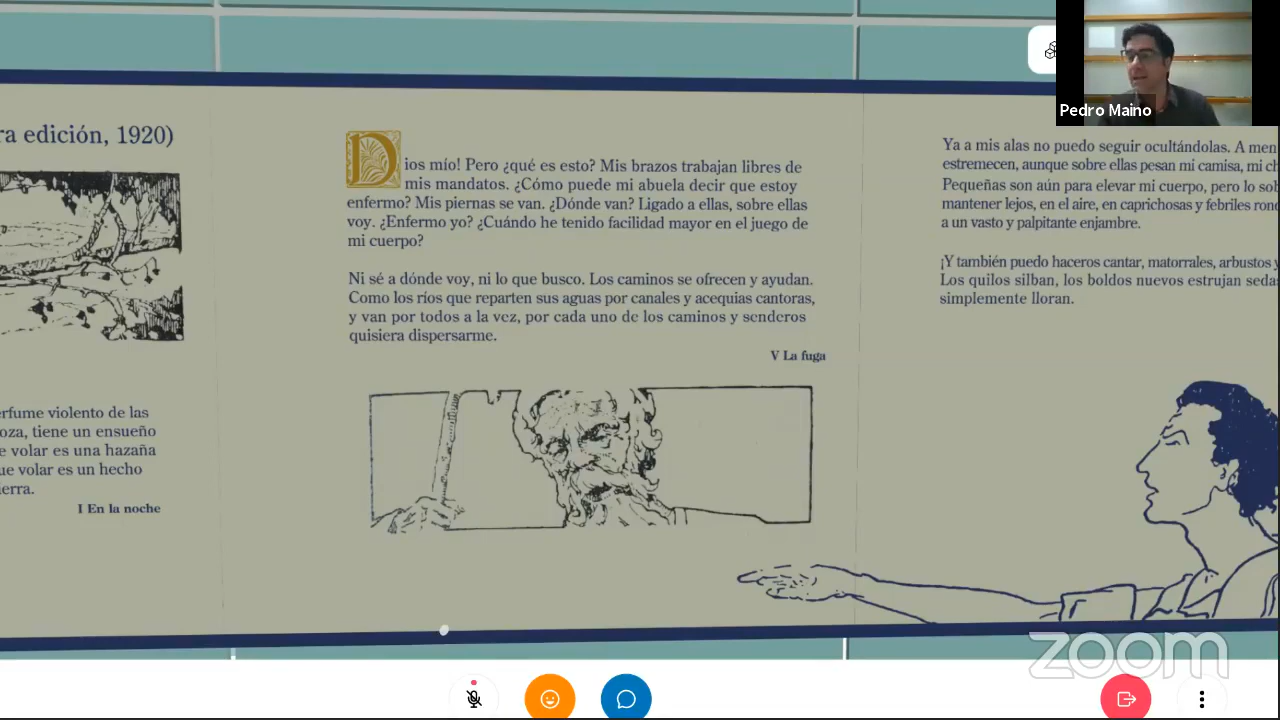 Pedro Maino
ra edición, 1920)
erfume violento de las
oza, tiene un ensueño
e volar es una hazaña
ue volar es un hecho
ierra.
I En la noche
Dios mío! Pero ¿qué es esto? Mis brazos trabajan libres de
mis mandatos. ¿Cómo puede mi abuela decir que estoy
enfermo? Mis piernas se van. ¿Dónde van? Ligado a ellas, sobre ellas
voy. ¿Enfermo yo? ¿Cuándo he tenido facilidad mayor en el juego de
mi cuerpo?
Ni sé a dónde voy, ni lo que busco. Los caminos se ofrecen y ayudan.
Como los ríos que reparten sus aguas por canales y acequias cantoras,
y van por todos a la vez, por cada uno de los caminos y senderos
quisiera dispersarme.
V La fuga
Ya a mis alas no puedo seguir ocultándolas. A men
estremecen, aunque sobre ellas pesan mi camisa, mi ch
Pequeñas son aún para elevar mi cuerpo, pero lo sob
mantener lejos, en el aire, en caprichosas y febriles rond
a un vasto y palpitante enjambre.
¡Y también puedo haceros cantar, matorrales, arbustos y
Los quilos silban, los boldos nuevos estrujan sedas
simplemente lloran.
zoom